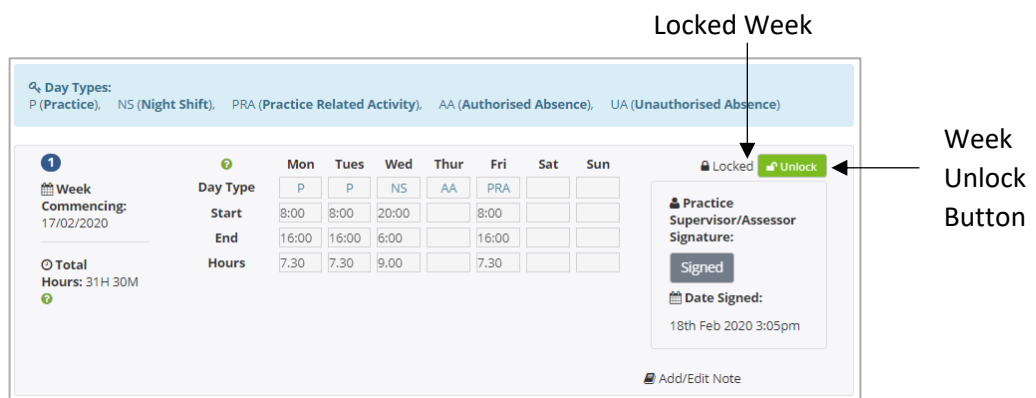 Locked Week
Day Types:
P (Practice), NS (Night Shift), PRA (Practice Related Activity), AA (Authorised Absence), UA (Unauthorised Absence)
1
Week
Commencing:
17/02/2020
Total
Hours: 31H 30M
Mon Tues Wed Thur Fri Sat Sun
Day Type P P NS AA PRA
Start 8:00 8:00 20:00 8:00
End 16:00 16:00 6:00 16:00
Hours 7.30 7.30 9.00 7.30
Locked Unlock
Practice
Supervisor/Assessor
Signature:
Signed
Date Signed:
18th Feb 2020 3:05pm
Add/Edit Note
Week
Unlock
Button